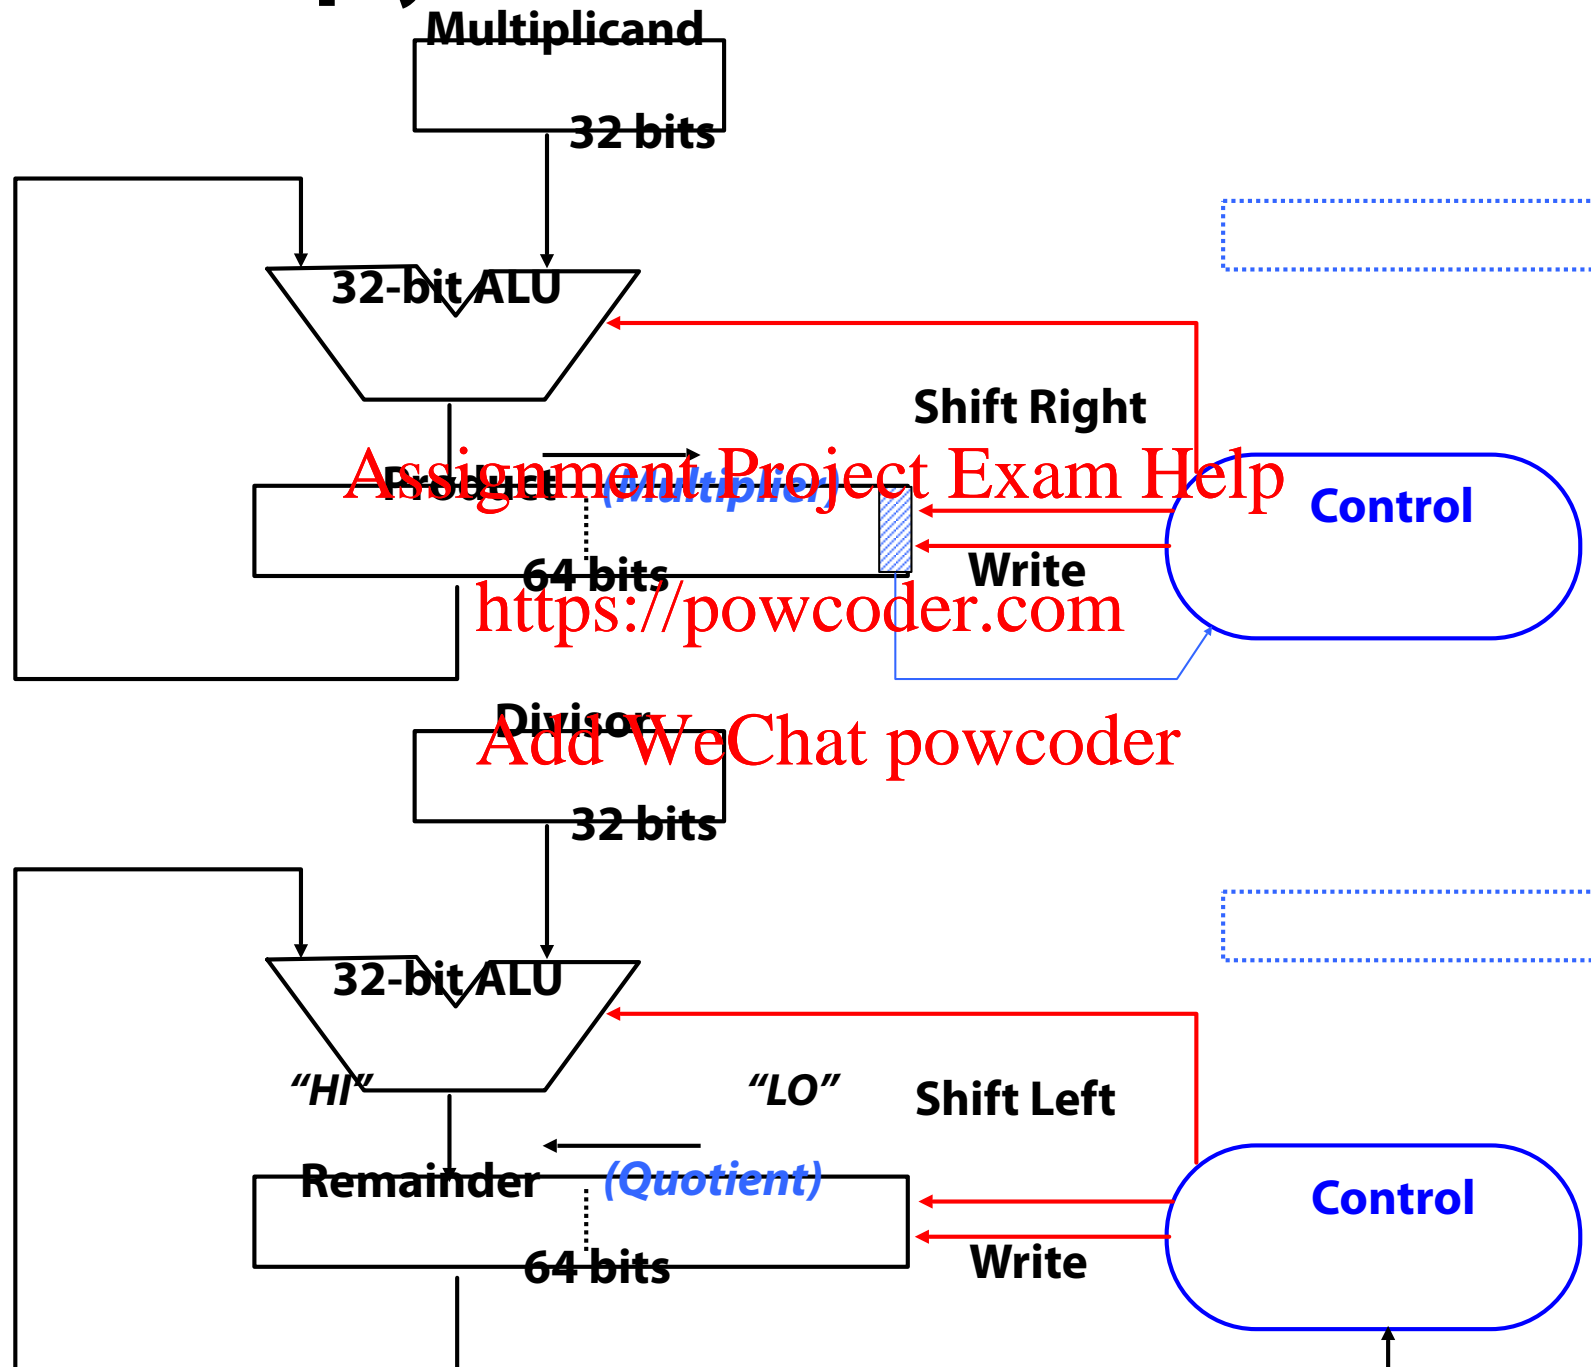 Multiplicand
32 bits
32-bit ALU
Shift Right
Assignment Project Exam Help
Product (Multiplier)
Control
64 bits
Write
https://powcoder.com
Divisor
Add WeChat powcoder
32 bits
32-bit ALU
“HI” “LO” Shift Left
Remainder (Quotient)
Control
64 bits
Write